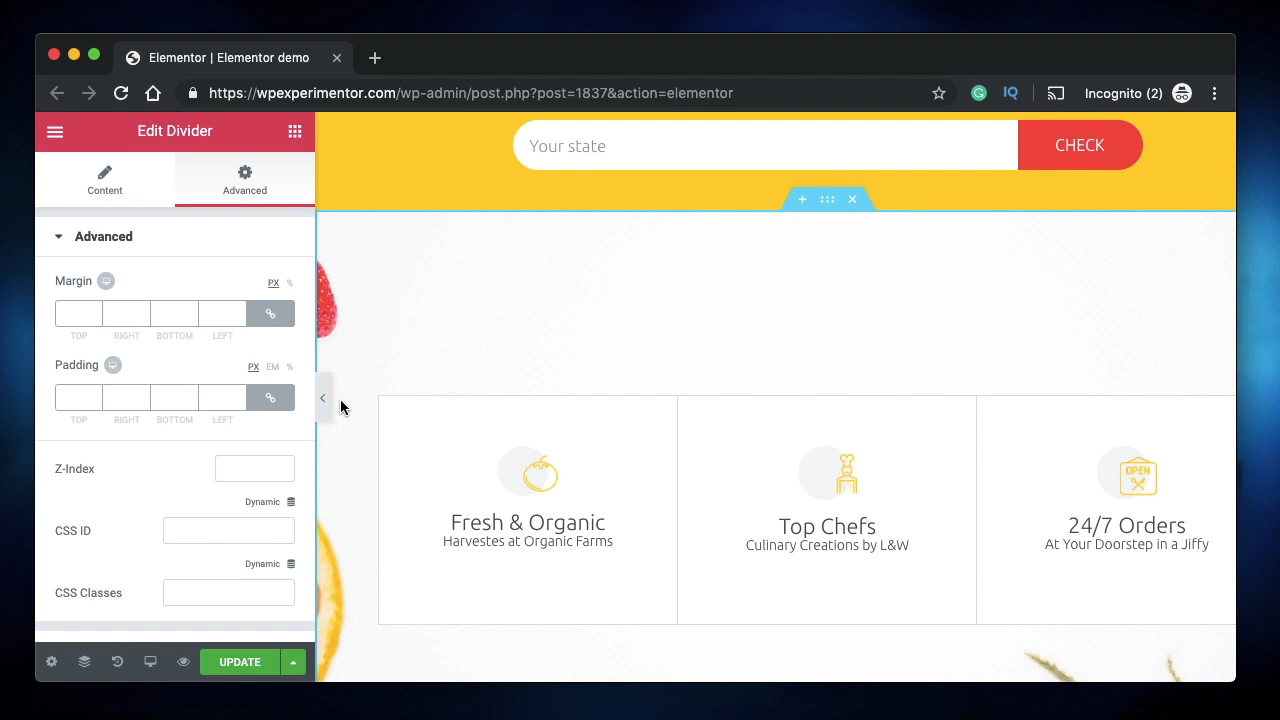 Elementor | Elementor demo
https://wpexperimentor.com/wp-admin/post.php?post=1837&action=elementor
IQ
Incognito (2)
Edit Divider
Content
Advanced
Advanced
Margin
PX %
TOP RIGHT BOTTOM LEFT
Padding
PX EM %
TOP RIGHT BOTTOM LEFT
Z-Index
Dynamic
CSS ID
Dynamic
CSS Classes
UPDATE
Your state
CHECK
Fresh & Organic
Harvestes at Organic Farms
Top Chefs
Culinary Creations by L&W
OPEN
24/7 Orders
At Your Doorstep in a Jiffy